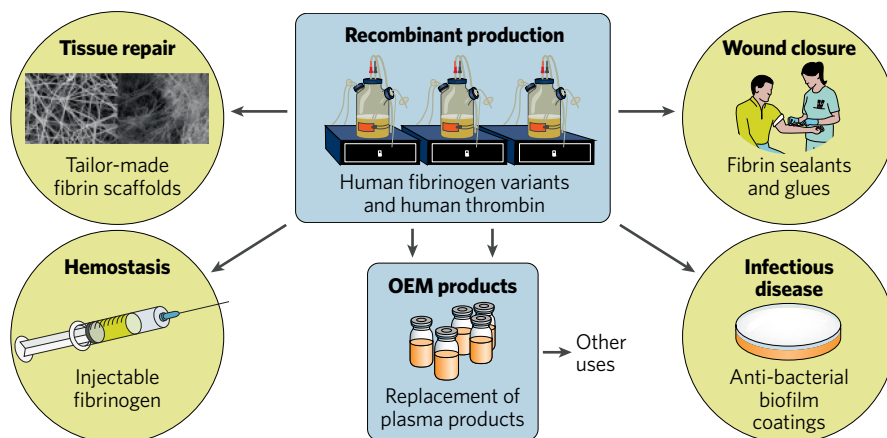 Tissue repair
Tailor-made
fibrin scaffolds
Recombinant production
Human fibrinogen variants
and human thrombin
Wound closure
Fibrin sealants
and glues
Hemostasis
Injectable
fibrinogen
OEM products
Replacement of
plasma products
Other
uses
Infectious
disease
Anti-bacterial
biofilm
coatings